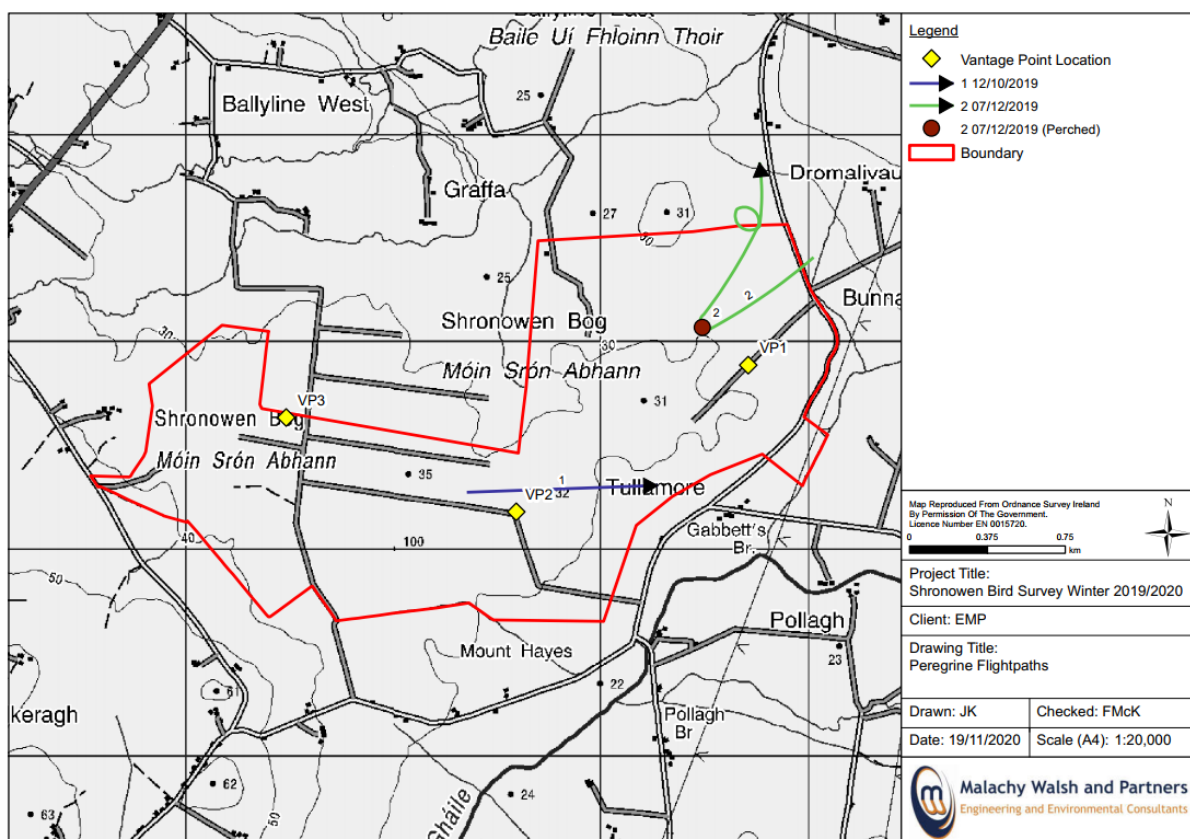 Ballyline East
Baile Uí Fhloinn Thoir
25
Ballyline West
Graffa
Dromalivau
27
31
30
25
Bunna
2
2
30
Shronowen Bog
30
VP1
Móin Srón Abhann
31
VP3
Shronowen Bog
Móin Srón Abhann
35
1
Tullamore
32
VP2
Gabbett's
Br.
40
100
50
Pollagh
Mount Hayes
23
22
61
keragh
Pollagh
Br
62
24
50
63
Gháile
Legend
Vantage Point Location
1 12/10/2019
2 07/12/2019
2 07/12/2019 (Perched)
Boundary
Map Reproduced From Ordnance Survey Ireland
By Permission Of The Government.
Licence Number EN 0015720.
N
0 0.375 0.75
km
Project Title:
Shronowen Bird Survey Winter 2019/2020
Client: EMP
Drawing Title:
Peregrine Flightpaths
Drawn: JK
Checked: FMcK
Date: 19/11/2020
Scale (A4): 1:20,000
Malachy Walsh and Partners
Engineering and Environmental Consultants